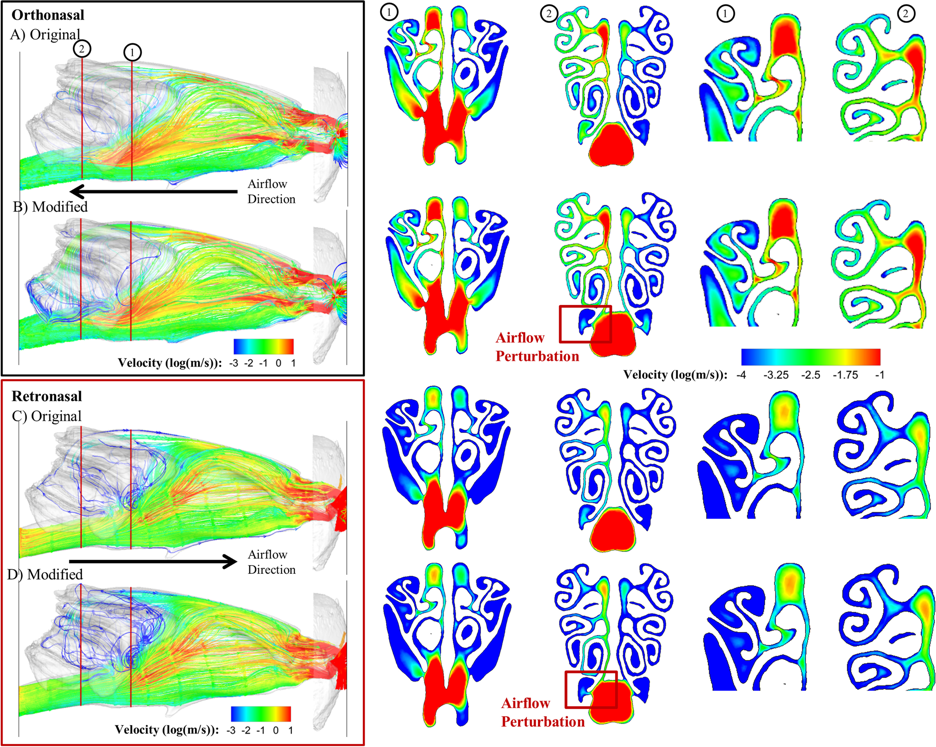 Orthonasal
A) Original
2
1
Airflow
Direction
B) Modified
Velocity (log(m/s)):
-3 -2 -1 0 1
Retronasal
C) Original
Airflow
Direction
D) Modified
Velocity (log(m/s)):
-3 -2 -1 0 1
1
2
1
2
Airflow
Perturbation
Velocity (log(m/s)):
-4 -3.25 -2.5 -1.75 -1
Airflow
Perturbation